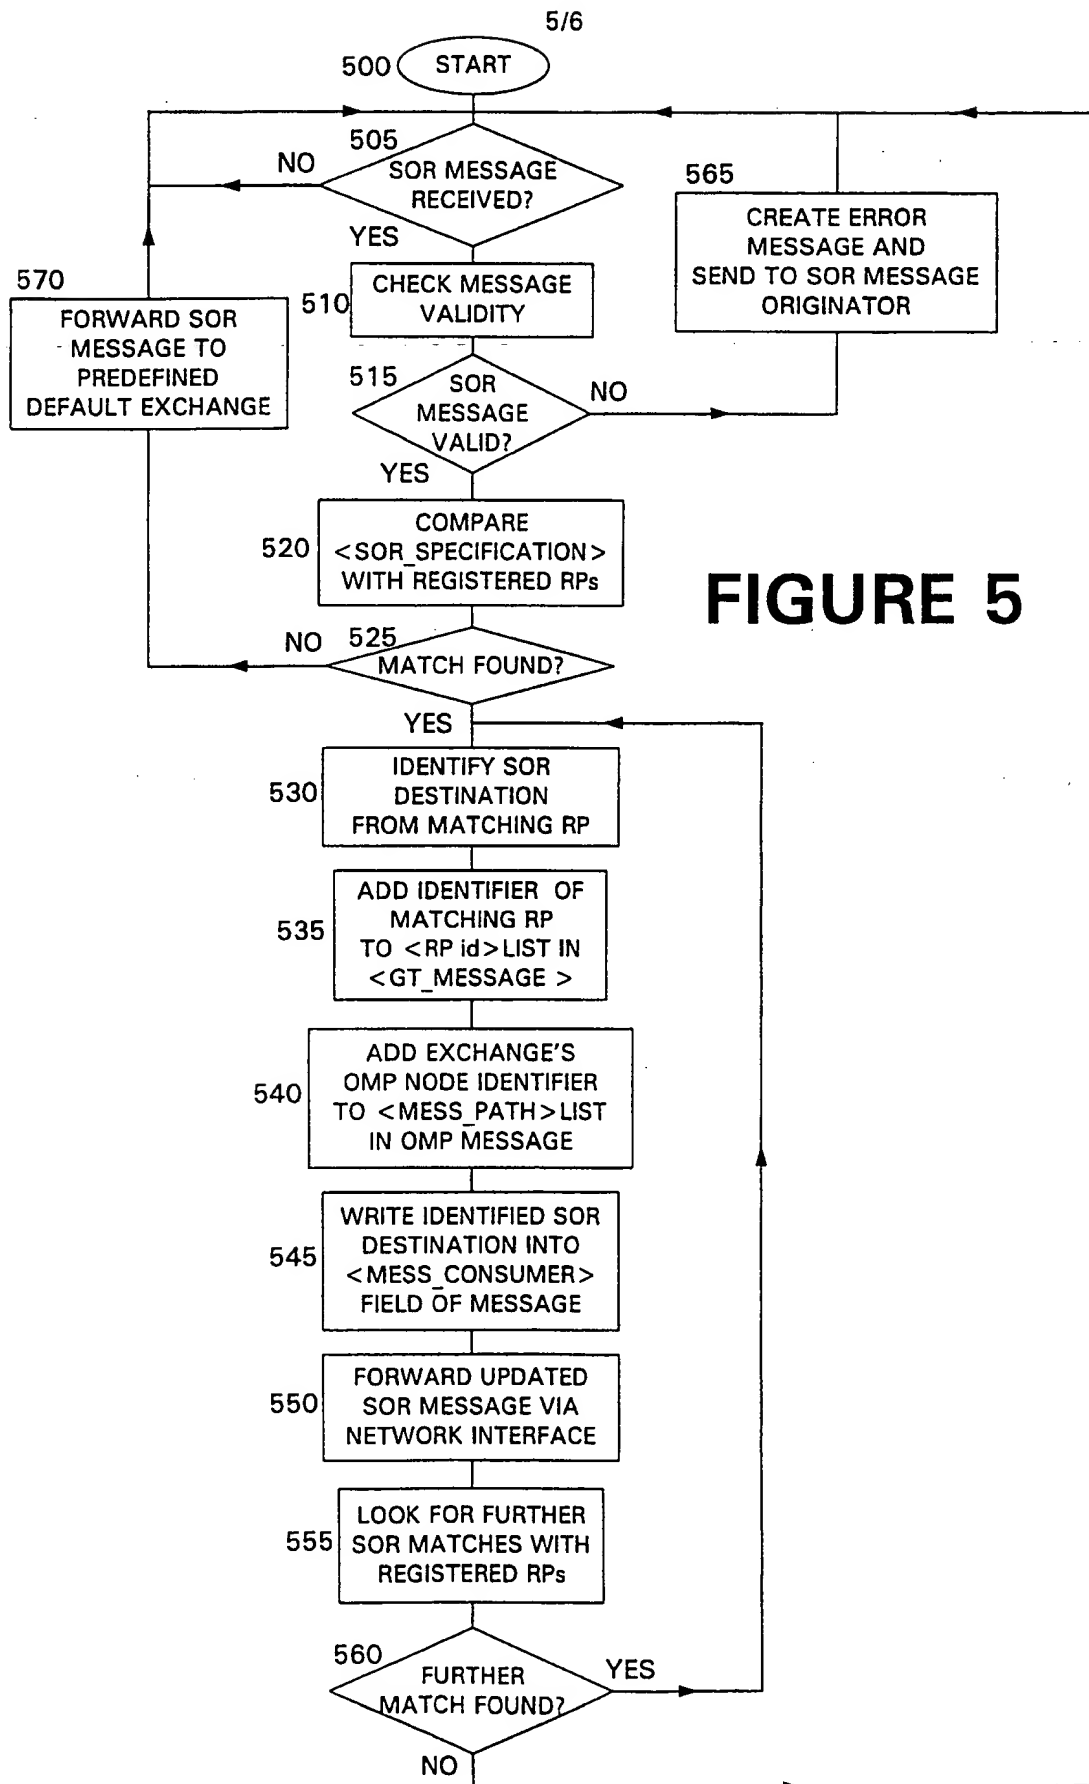 5/6
500
START
505
SOR MESSAGE
RECEIVED?
NO
YES
565
CREATE ERROR
MESSAGE AND
SEND TO SOR MESSAGE
ORIGINATOR
570
FORWARD SOR
MESSAGE TO
PREDEFINED
DEFAULT EXCHANGE
510
CHECK MESSAGE
VALIDITY
515
SOR
MESSAGE
VALID?
NO
YES
520
COMPARE
<SOR_SPECIFICATION>
WITH REGISTERED RPs
FIGURE 5
NO
525
MATCH FOUND?
YES
530
IDENTIFY SOR
DESTINATION
FROM MATCHING RP
535
ADD IDENTIFIER OF
MATCHING RP
TO <RP id> LIST IN
<GT_MESSAGE >
540
ADD EXCHANGE'S
OMP NODE IDENTIFIER
TO <MESS_PATH> LIST
IN OMP MESSAGE
545
WRITE IDENTIFIED SOR
DESTINATION INTO
<MESS_CONSUMER>
FIELD OF MESSAGE
550
FORWARD UPDATED
SOR MESSAGE VIA
NETWORK INTERFACE
555
LOOK FOR FURTHER
SOR MATCHES WITH
REGISTERED RPs
560
FURTHER
MATCH FOUND?
YES
NO